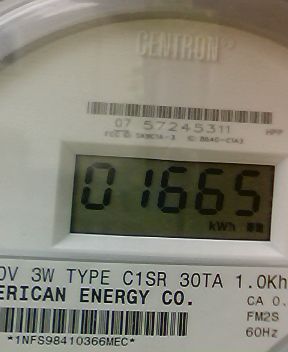 CENTRON
07 57245311
HPP
01665
kWh
0V 3W TYPE C1SR 30TA 1.0Kh
ERICAN ENERGY CO.
CA 0.
FM2S
60Hz
*1NFS98410366MEC*